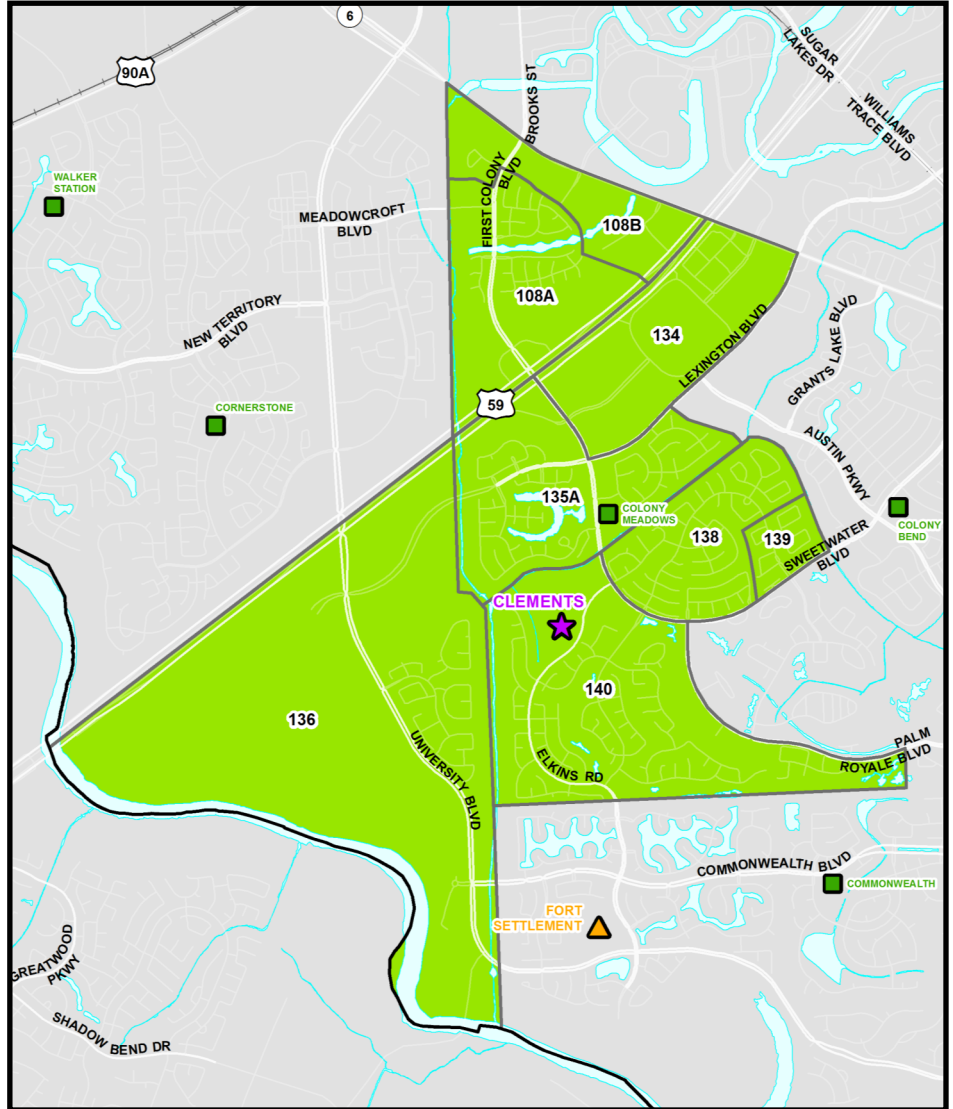 6
90A
SUGAR
LAKES DR
WILLIAMS
TRACE BLVD
BROOKS ST
FIRST COLONY
BLVD
WALKER
STATION
MEADOWCROFT
BLVD
108B
108A
NEW TERRITORY
BLVD
134
LEXINGTON BLVD
GRANTS LAKE BLVD
59
CORNERSTONE
AUSTIN PKWY
135A
COLONY
MEADOWS
COLONY
BEND
138
139
SWEETWATER
BLVD
CLEMENTS
140
136
UNIVERSITY BLVD
ELKINS RD
PALM
ROYALE BLVD
COMMONWEALTH BLVD
COMMONWEALTH
FORT
SETTLEMENT
GREATWOOD
PKWY
SHADOW BEND DR